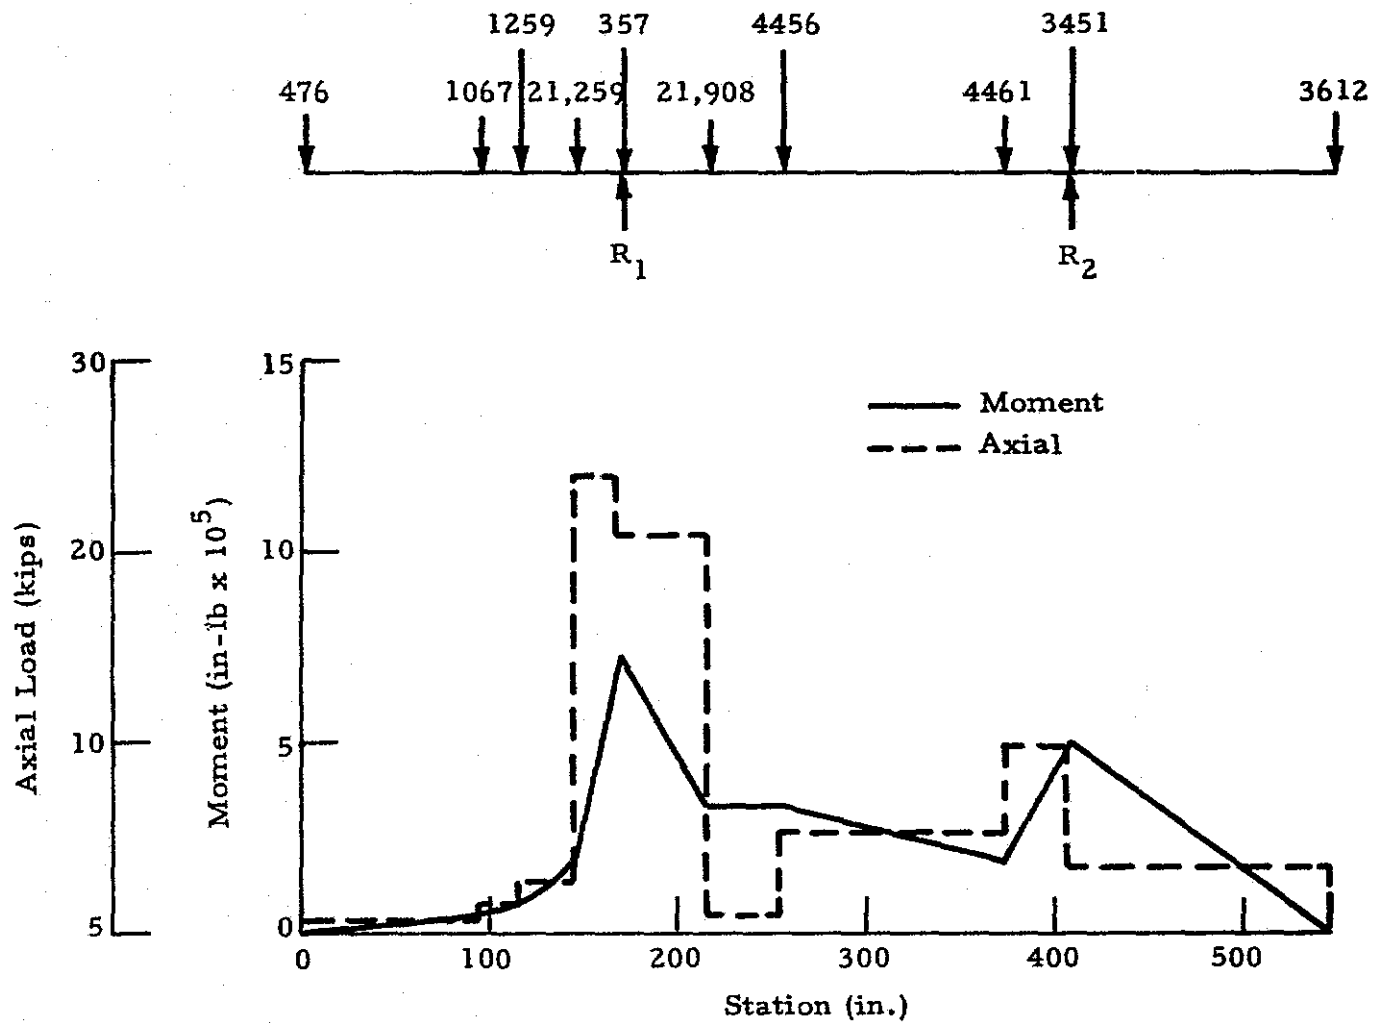 1259 357 4456 3451
476 1067 21,259 21,908 4461 3612
R1 R2
30 15
Moment
Axial
20 10
10 5
5 0
Axial Load (kips)
Moment (in-lb x 10^5)
0 100 200 300 400 500
Station (in.)